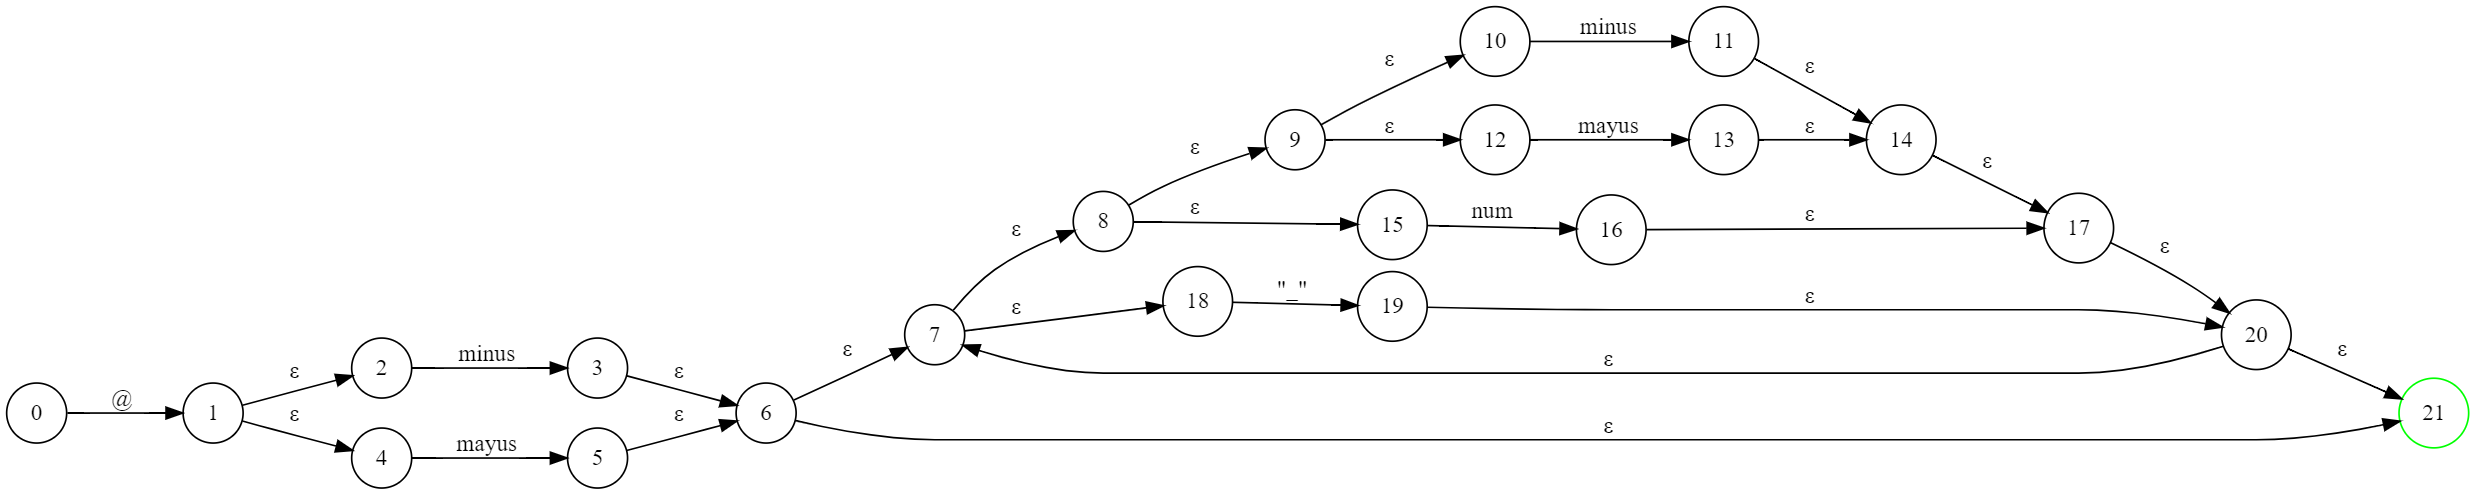 10 minus 11
ε ε
9 ε 12 mayus 13 ε 14
ε ε
8 ε 15 num 16 ε 17
ε ε
7 ε 18 "_" 19 ε 20
ε ε ε
0 @ 1 ε 2 minus 3 ε 6 21
ε 4 mayus 5 ε ε